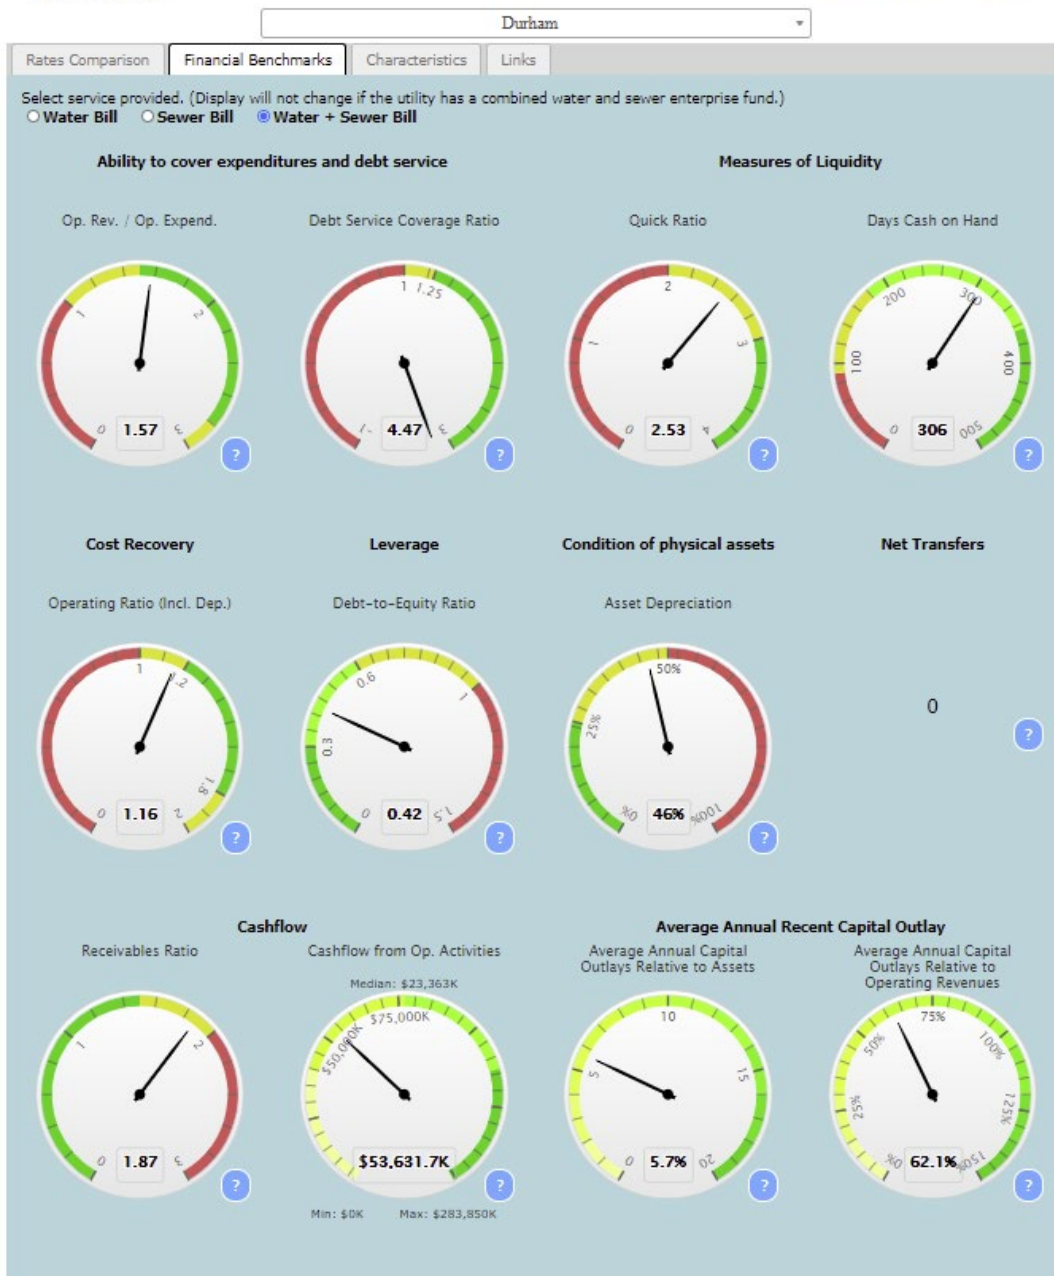 Durham
Rates Comparison Financial Benchmarks Characteristics Links
Select service provided. (Display will not change if the utility has a combined water and sewer enterprise fund.)
Water Bill Sewer Bill Water + Sewer Bill
Ability to cover expenditures and debt service
Measures of Liquidity
Op. Rev. / Op. Expend.
0 1 2 3
1.57
?
Debt Service Coverage Ratio
-1 1 1.25 3
4.47
?
Quick Ratio
0 1 2 3 4
2.53
?
Days Cash on Hand
0 100 200 300 400 500
306
?
Cost Recovery
Operating Ratio (Incl. Dep.)
0 1 1.2 1.8 2
1.16
?
Leverage
Debt-to-Equity Ratio
0 0.3 0.6 1 1.5
0.42
?
Condition of physical assets
Asset Depreciation
0% 25% 50% 100%
46%
?
Net Transfers
0
?
Cashflow
Receivables Ratio
0 1 2 3
1.87
?
Cashflow from Op. Activities
Median: $23,363K
$50,000K $75,000K
$53,631.7K
?
Min: $0K Max: $283,850K
Average Annual Recent Capital Outlay
Average Annual Capital
Outlays Relative to Assets
0 5 10 15 20
5.7%
?
Average Annual Capital
Outlays Relative to
Operating Revenues
0% 25% 50% 75% 100% 125% 150%
62.1%
?